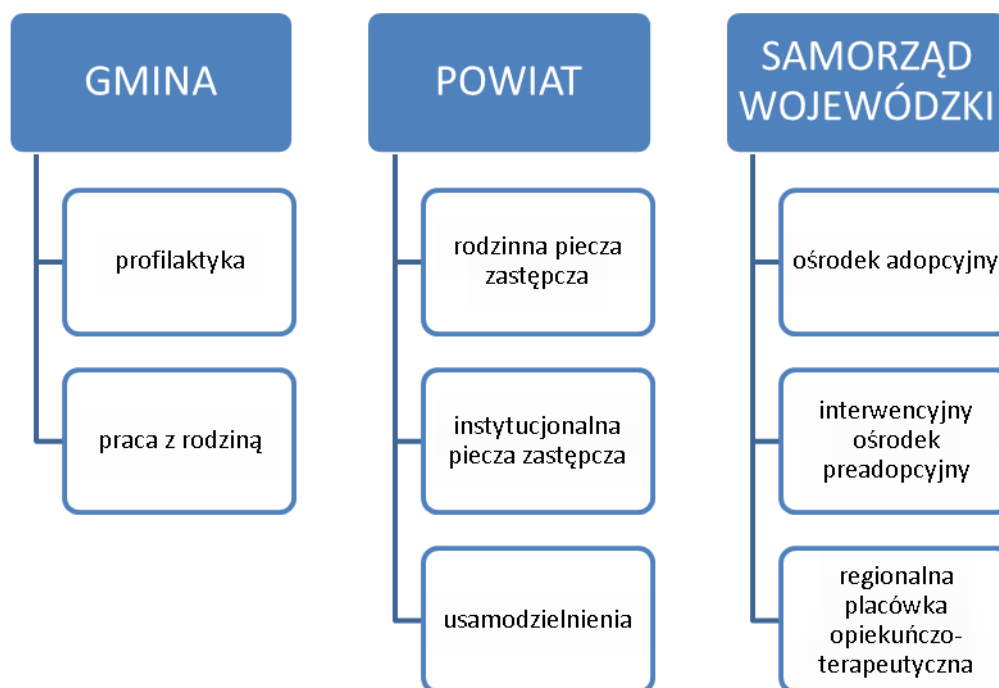 GMINA
profilaktyka
praca z rodziną
POWIAT
rodzinna piecza
zastępcza
instytucjonalna
piecza zastępcza
usamodzielnienia
SAMORZĄD
WOJEWÓDZKI
ośrodek adopcyjny
interwencyjny
ośrodek
preadopcyjny
regionalna
placówka
opiekuńczo-
terapeutyczna